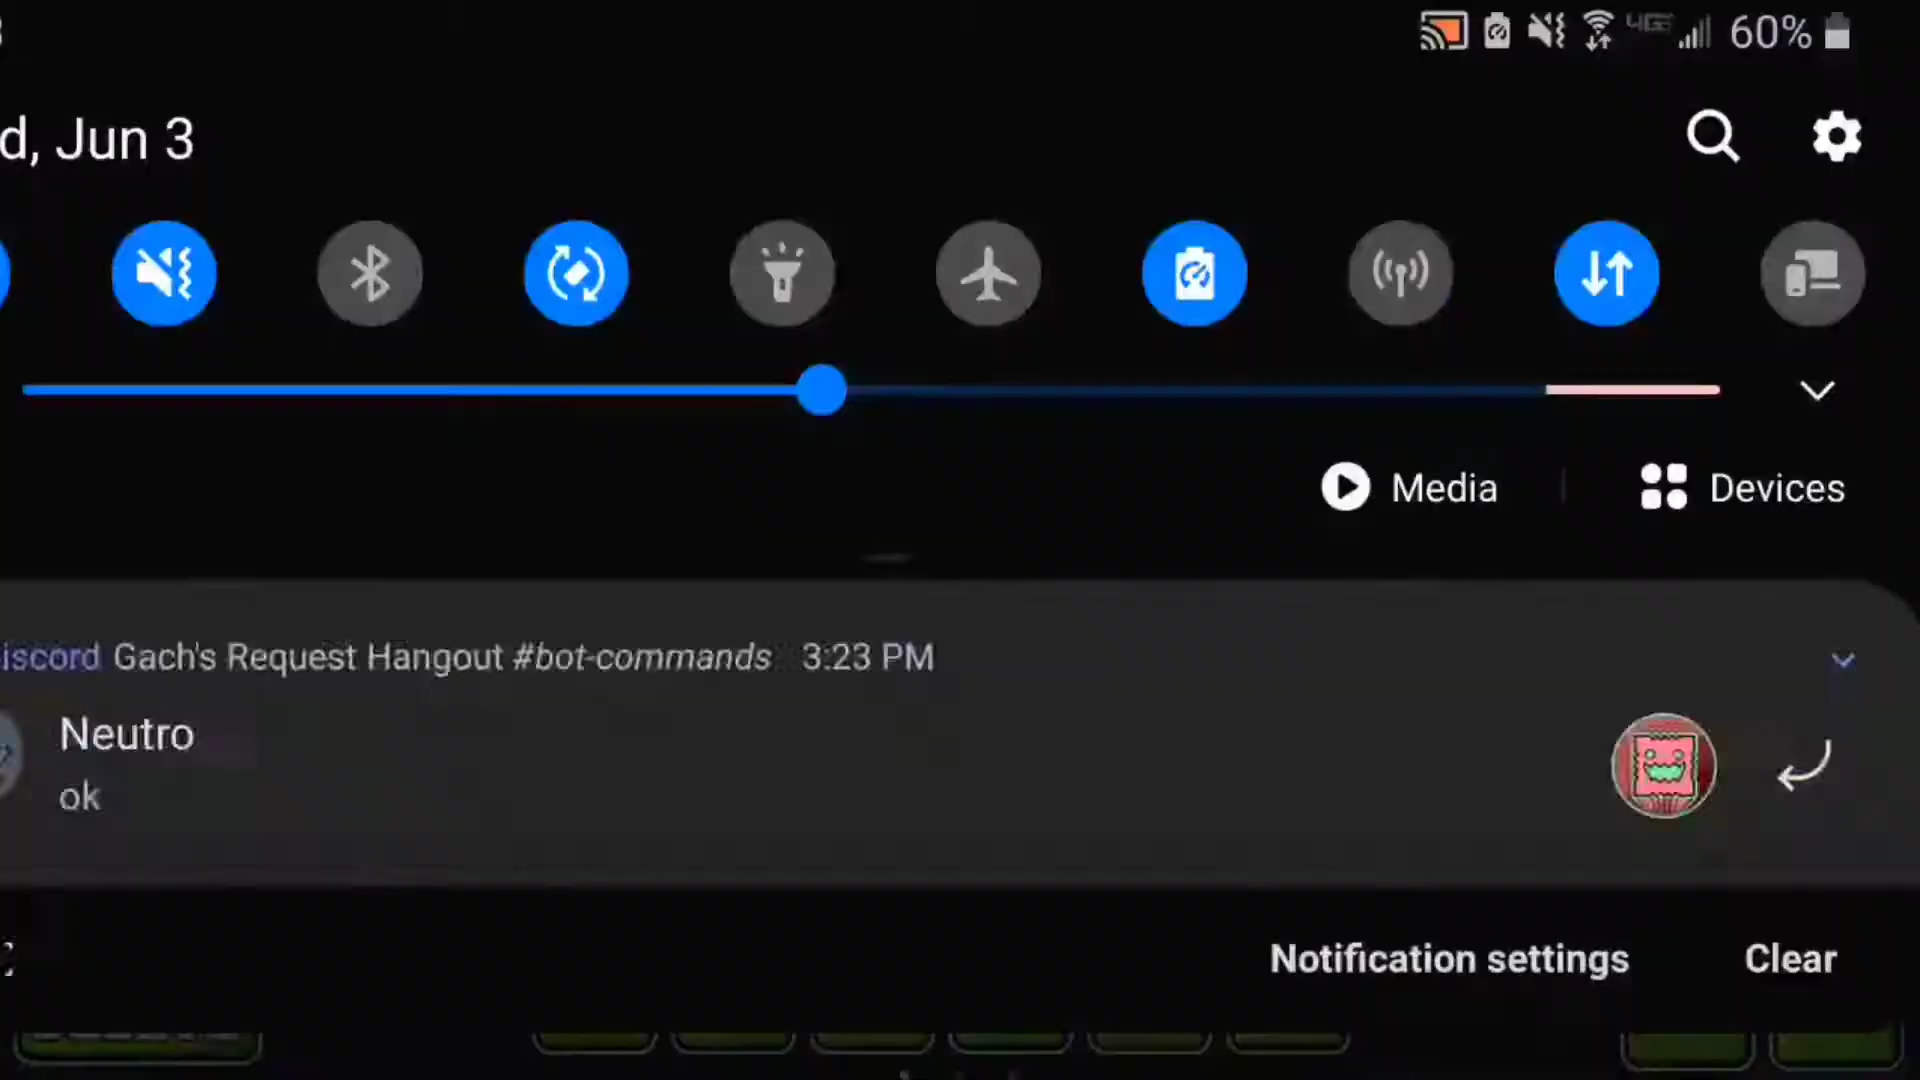 4GE 60%
d, Jun 3
Media Devices
iscord Gach's Request Hangout #bot-commands 3:23 PM
Neutro
ok
Notification settings Clear